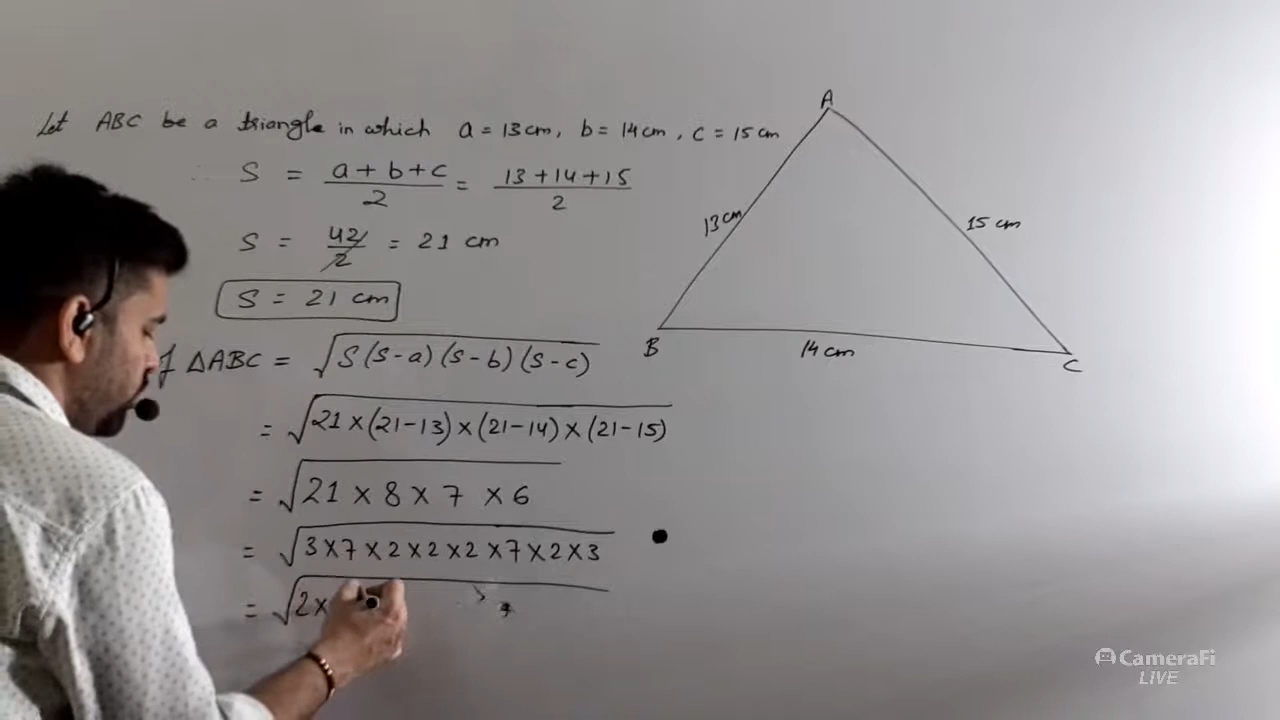 Let ABC be a triangle in which a = 13 cm, b = 14 cm, c = 15 cm
S = a + b + c / 2 = 13 + 14 + 15 / 2
S = 42 / 2 = 21 cm
S = 21 cm
f △ABC = √S(S-a)(S-b)(S-c)
= √21 × (21-13) × (21-14) × (21-15)
= √21 × 8 × 7 × 6
= √3 × 7 × 2 × 2 × 2 × 7 × 2 × 3
= √2 ×
A
13 cm
15 cm
B
14 cm
C
CameraFi
LIVE